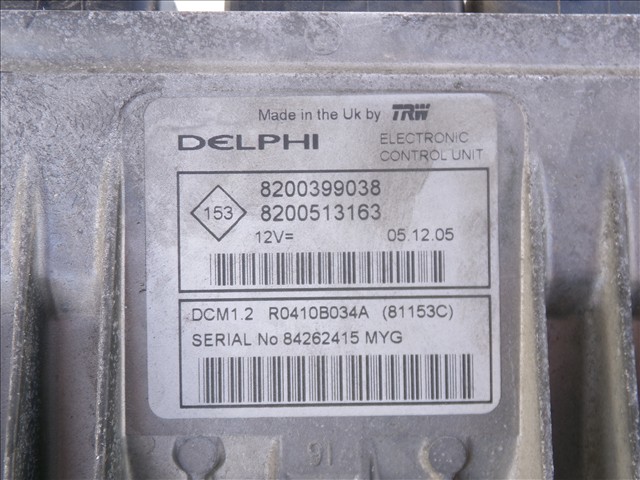 Made in the Uk by TRW
DELPHI ELECTRONIC
CONTROL UNIT
153
8200399038
8200513163
12V= 05.12.05
DCM1.2 R0410B034A (81153C)
SERIAL No 84262415 MYG
91